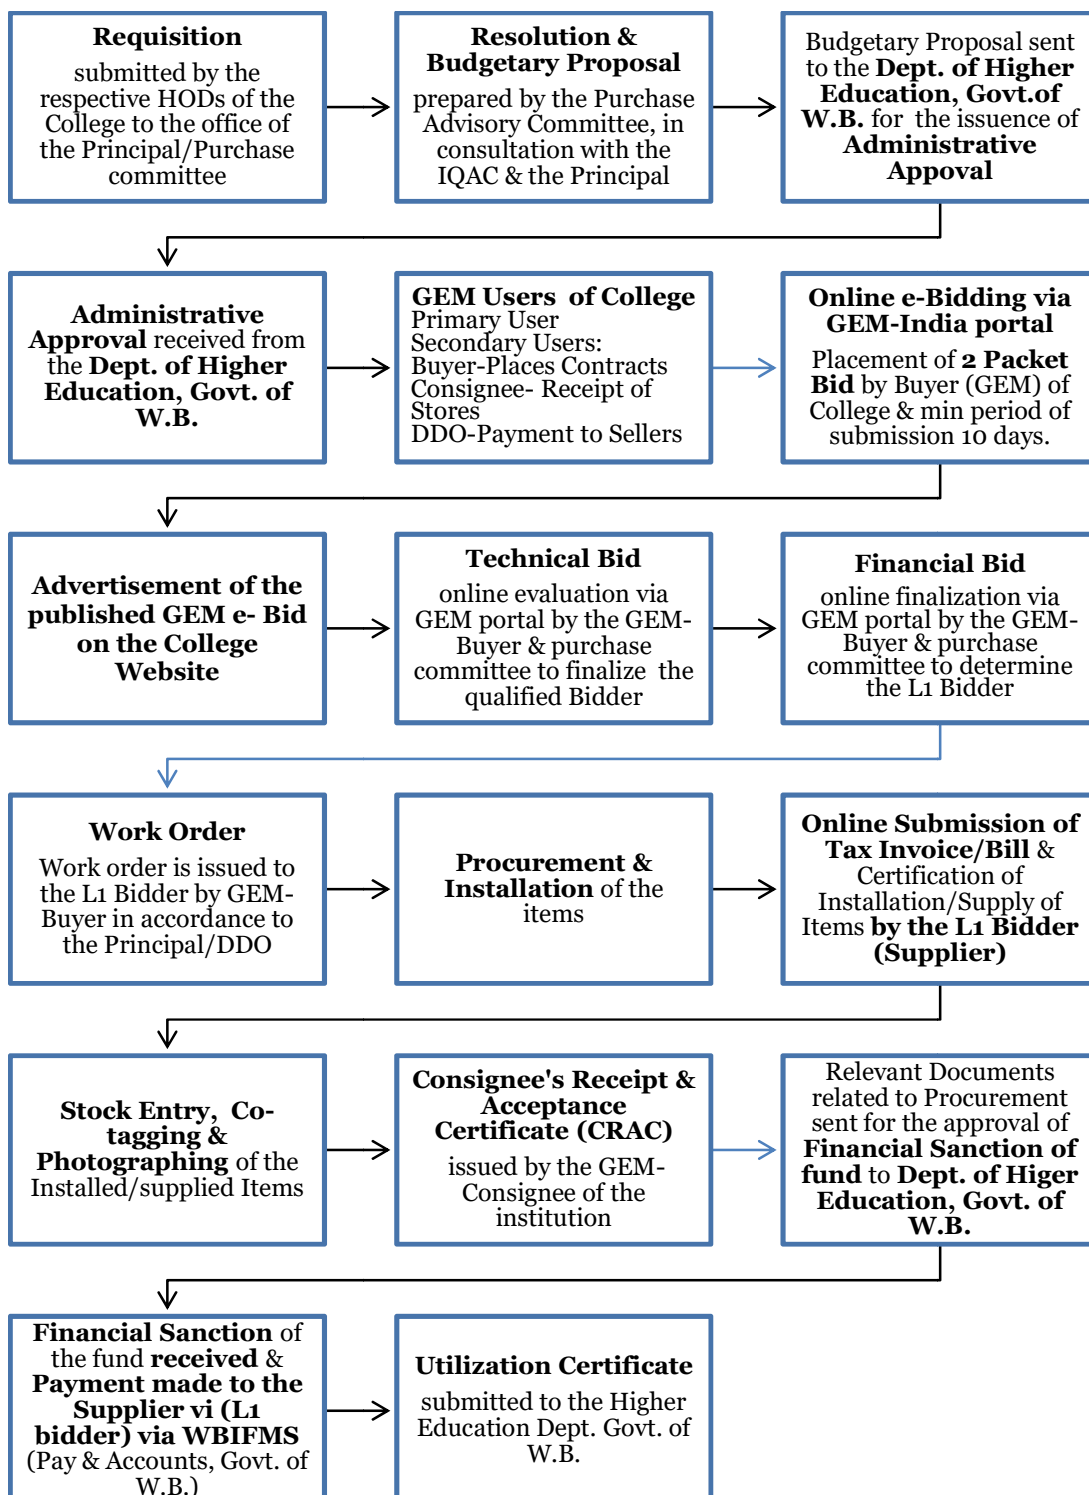 Requisition
submitted by the
respective HODs of the
College to the office of
the Principal/Purchase
committee
Resolution &
Budgetary Proposal
prepared by the Purchase
Advisory Committee, in
consultation with the
IQAC & the Principal
Budgetary Proposal sent
to the Dept. of Higher
Education, Govt.of
W.B. for the issuence of
Administrative
Appoval
Administrative
Approval received from
the Dept. of Higher
Education, Govt. of
W.B.
GEM Users of College
Primary User
Secondary Users:
Buyer-Places Contracts
Consignee- Receipt of
Stores
DDO-Payment to Sellers
Online e-Bidding via
GEM-India portal
Placement of 2 Packet
Bid by Buyer (GEM) of
College & min period of
submission 10 days.
Advertisement of the
published GEM e- Bid
on the College
Website
Technical Bid
online evaluation via
GEM portal by the GEM-
Buyer & purchase
committee to finalize the
qualified Bidder
Financial Bid
online finalization via
GEM portal by the GEM-
Buyer & purchase
committee to determine
the L1 Bidder
Work Order
Work order is issued to
the L1 Bidder by GEM-
Buyer in accordance to
the Principal/DDO
Procurement &
Installation of the
items
Online Submission of
Tax Invoice/Bill &
Certification of
Installation/Supply of
Items by the L1 Bidder
(Supplier)
Stock Entry, Co-
tagging &
Photographing of the
Installed/supplied Items
Consignee's Receipt &
Acceptance
Certificate (CRAC)
issued by the GEM-
Consignee of the
institution
Relevant Documents
related to Procurement
sent for the approval of
Financial Sanction of
fund to Dept. of Higer
Education, Govt. of
W.B.
Financial Sanction of
the fund received &
Payment made to the
Supplier vi (L1
bidder) via WBIFMS
(Pay & Accounts, Govt. of
W.B.)
Utilization Certificate
submitted to the Higher
Education Dept. Govt. of
W.B.